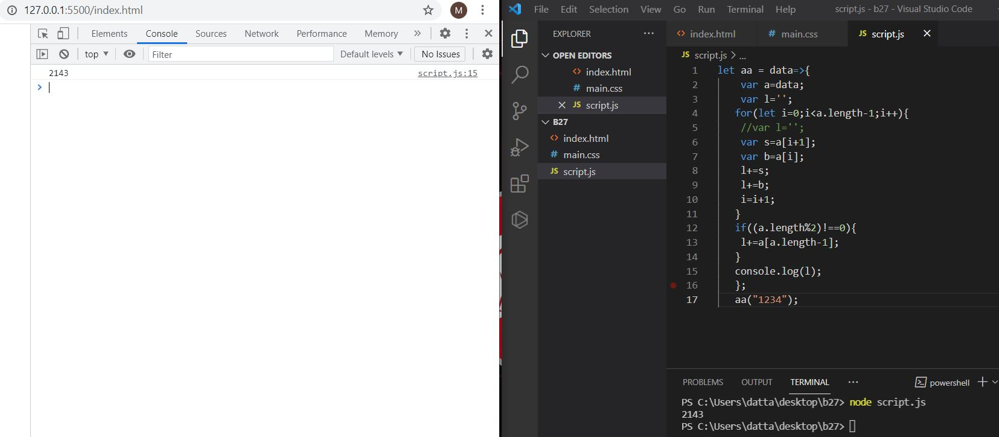 127.0.0.1:5500/index.html
M
Elements Console Sources Network Performance Memory »
top ▼ Filter Default levels ▼ No Issues
2143 script.js:15
>
File Edit Selection View Go Run Terminal Help script.js - b27 - Visual Studio Code
EXPLORER ···
OPEN EDITORS
<> index.html
# main.css
JS script.js
B27
<> index.html
# main.css
JS script.js
<> index.html # main.css JS script.js
JS script.js > ...
1 let aa = data=>{
2 var a=data;
3 var l='';
4 for(let i=0;i<a.length-1;i++){
5 //var l='';
6 var s=a[i+1];
7 var b=a[i];
8 l+=s;
9 l+=b;
10 i=i+1;
11 }
12 if((a.length%2)!==0){
13 l+=a[a.length-1];
14 }
15 console.log(l);
16 };
17 aa("1234");
PROBLEMS OUTPUT TERMINAL ··· powershell
PS C:\Users\datta\desktop\b27> node script.js
2143
PS C:\Users\datta\desktop\b27>